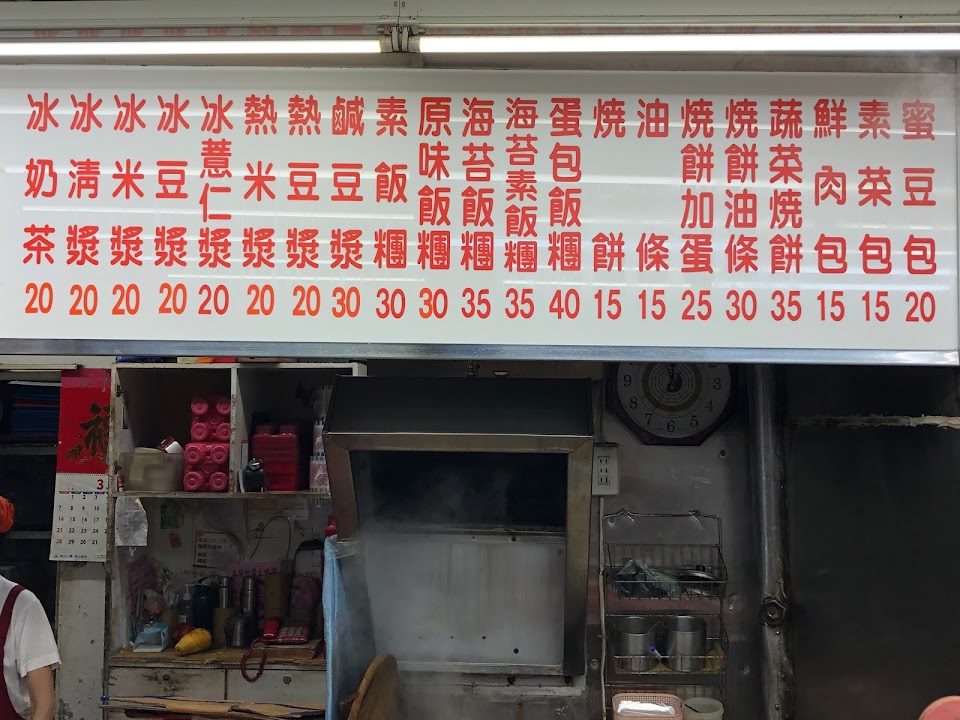 冰奶茶 20
冰清漿 20
冰米漿 20
冰豆漿 20
冰薏仁漿 20
熱米漿 20
熱豆漿 20
鹹豆漿 30
素飯糰 30
原味飯糰 30
海苔飯糰 35
海苔素飯糰 35
蛋包飯糰 40
燒餅 15
油條 15
燒餅加蛋 25
燒餅油條 30
蔬菜燒餅 35
鮮肉包 15
素菜包 15
蜜豆包 20
福
3